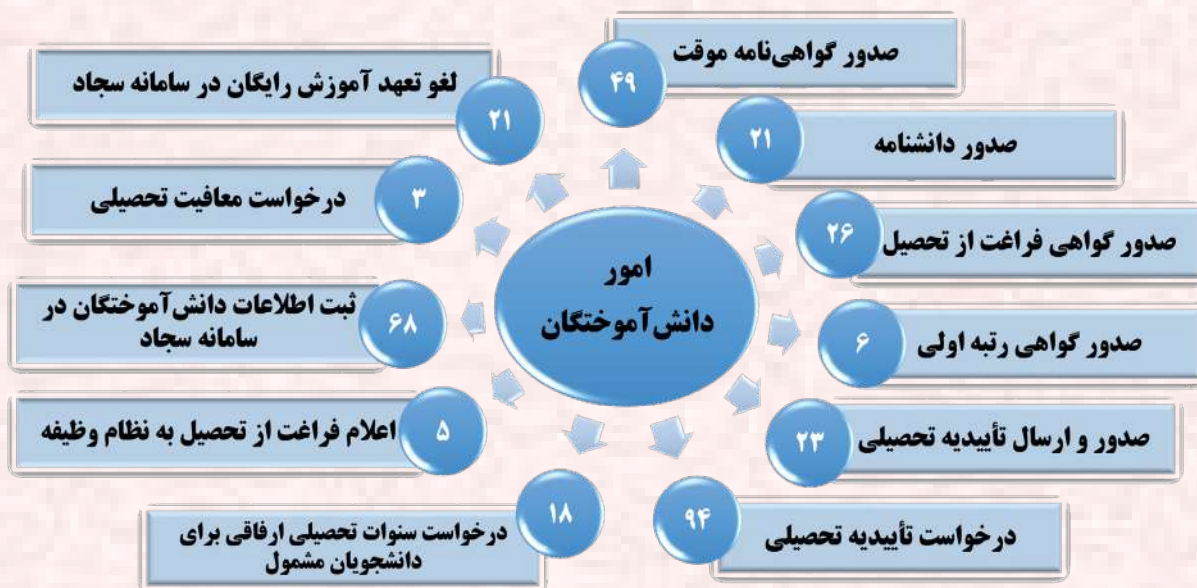 امور
دانش‌آموختگان
صدور گواهی‌نامه موقت
۴۹
صدور دانشنامه
۲۱
صدور گواهی فراغت از تحصیل
۲۶
صدور گواهی رتبه اولی
۶
صدور و ارسال تأییدیه تحصیلی
۲۳
درخواست تأییدیه تحصیلی
۹۴
درخواست سنوات تحصیلی ارفاقی برای
دانشجویان مشمول
۱۸
اعلام فراغت از تحصیل به نظام وظیفه
۵
ثبت اطلاعات دانش‌آموختگان در
سامانه سجاد
۶۸
درخواست معافیت تحصیلی
۳
لغو تعهد آموزش رایگان در سامانه سجاد
۲۱